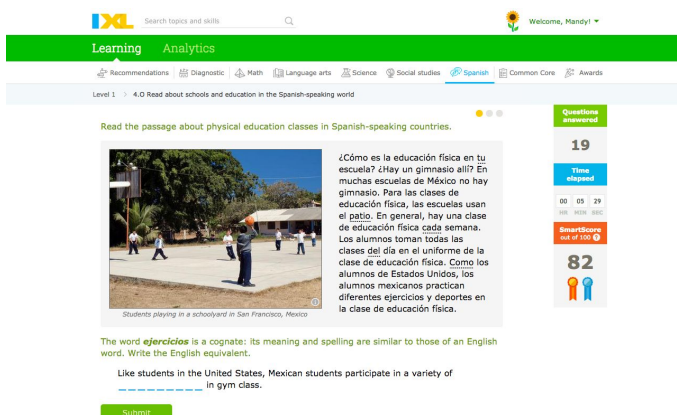 IXL
Search topics and skills
Welcome, Mandy!
Learning Analytics
Recommendations Diagnostic Math Language arts Science Social studies Spanish Common Core Awards
Level 1 > 4.O Read about schools and education in the Spanish-speaking world
Read the passage about physical education classes in Spanish-speaking countries.
¿Cómo es la educación física en tu
escuela? ¿Hay un gimnasio allí? En
muchas escuelas de México no hay
gimnasio. Para las clases de
educación física, las escuelas usan
el patio. En general, hay una clase
de educación física cada semana.
Los alumnos toman todas las
clases del día en el uniforme de la
clase de educación física. Como los
alumnos de Estados Unidos, los
alumnos mexicanos practican
diferentes ejercicios y deportes en
la clase de educación física.
Students playing in a schoolyard in San Francisco, Mexico
The word ejercicios is a cognate: its meaning and spelling are similar to those of an English
word. Write the English equivalent.
Like students in the United States, Mexican students participate in a variety of
_ _ _ _ _ _ _ _ _ in gym class.
Submit
Questions
answered
19
Time
elapsed
00 05 29
HR MIN SEC
SmartScore
out of 100 ?
82